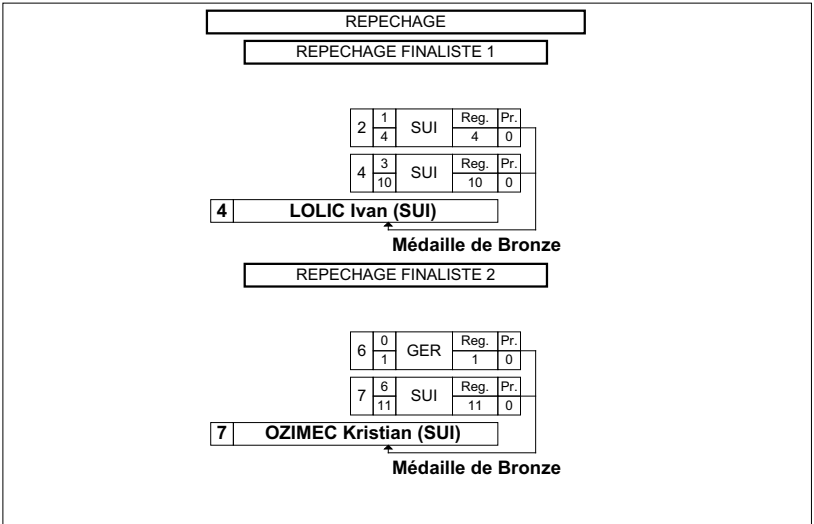 REPECHAGE
REPECHAGE FINALISTE 1
2 1 SUI Reg. Pr.
4 4 0
4 3 SUI Reg. Pr.
10 10 0
4 LOLIC Ivan (SUI)
Médaille de Bronze
REPECHAGE FINALISTE 2
6 0 GER Reg. Pr.
1 1 0
7 6 SUI Reg. Pr.
11 11 0
7 OZIMEC Kristian (SUI)
Médaille de Bronze